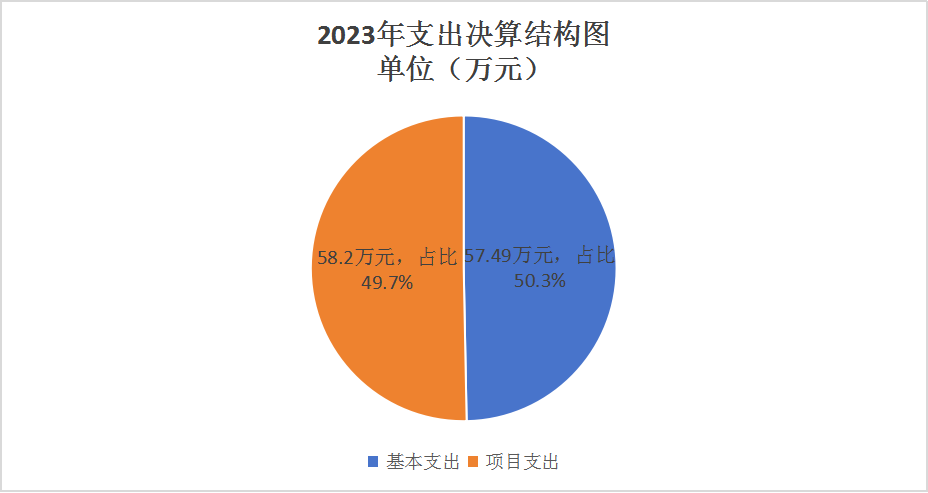 2023年支出决算结构图
单位（万元）
58.2万元，占比
49.7%
57.49万元，占比
50.3%
基本支出 项目支出